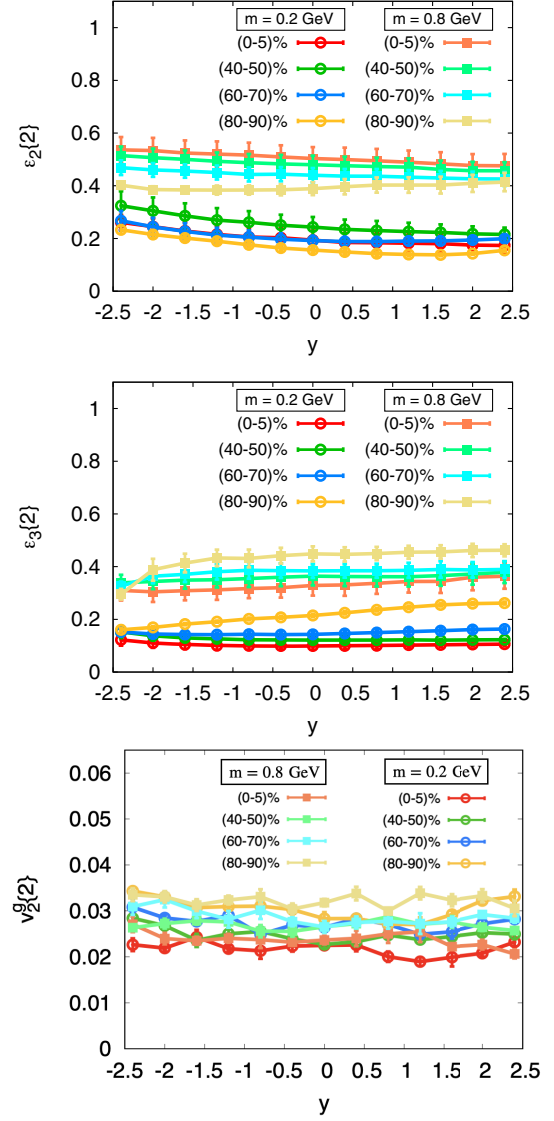 m = 0.2 GeV m = 0.8 GeV
1
(0-5)% (0-5)%
(40-50)% (40-50)%
0.8
(60-70)% (60-70)%
(80-90)% (80-90)%
0.6
ε2{2}
0.4
0.2
0
-2.5 -2 -1.5 -1 -0.5 0 0.5 1 1.5 2 2.5
y
m = 0.2 GeV m = 0.8 GeV
1
(0-5)% (0-5)%
(40-50)% (40-50)%
0.8
(60-70)% (60-70)%
(80-90)% (80-90)%
0.6
ε3{2}
0.4
0.2
0
-2.5 -2 -1.5 -1 -0.5 0 0.5 1 1.5 2 2.5
y
m = 0.8 GeV m = 0.2 GeV
0.06
(0-5)% (0-5)%
0.05
(40-50)% (40-50)%
(60-70)% (60-70)%
0.04
(80-90)% (80-90)%
v2g{2}
0.03
0.02
0.01
0
-2.5 -2 -1.5 -1 -0.5 0 0.5 1 1.5 2 2.5
y